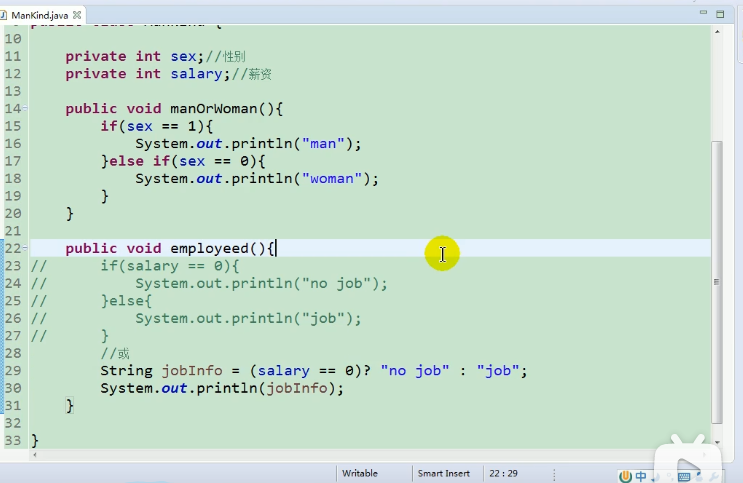 ManKind.java
10
11     private int sex;//性別
12     private int salary;//薪资
13
14     public void manOrWoman(){
15         if(sex == 1){
16             System.out.println("man");
17         }else if(sex == 0){
18             System.out.println("woman");
19         }
20     }
21
22     public void employeed(){
23 //      if(salary == 0){
24 //          System.out.println("no job");
25 //      }else{
26 //          System.out.println("job");
27 //      }
28         //或
29         String jobInfo = (salary == 0)? "no job" : "job";
30         System.out.println(jobInfo);
31     }
32
33 }
Writable Smart Insert 22 : 29
中